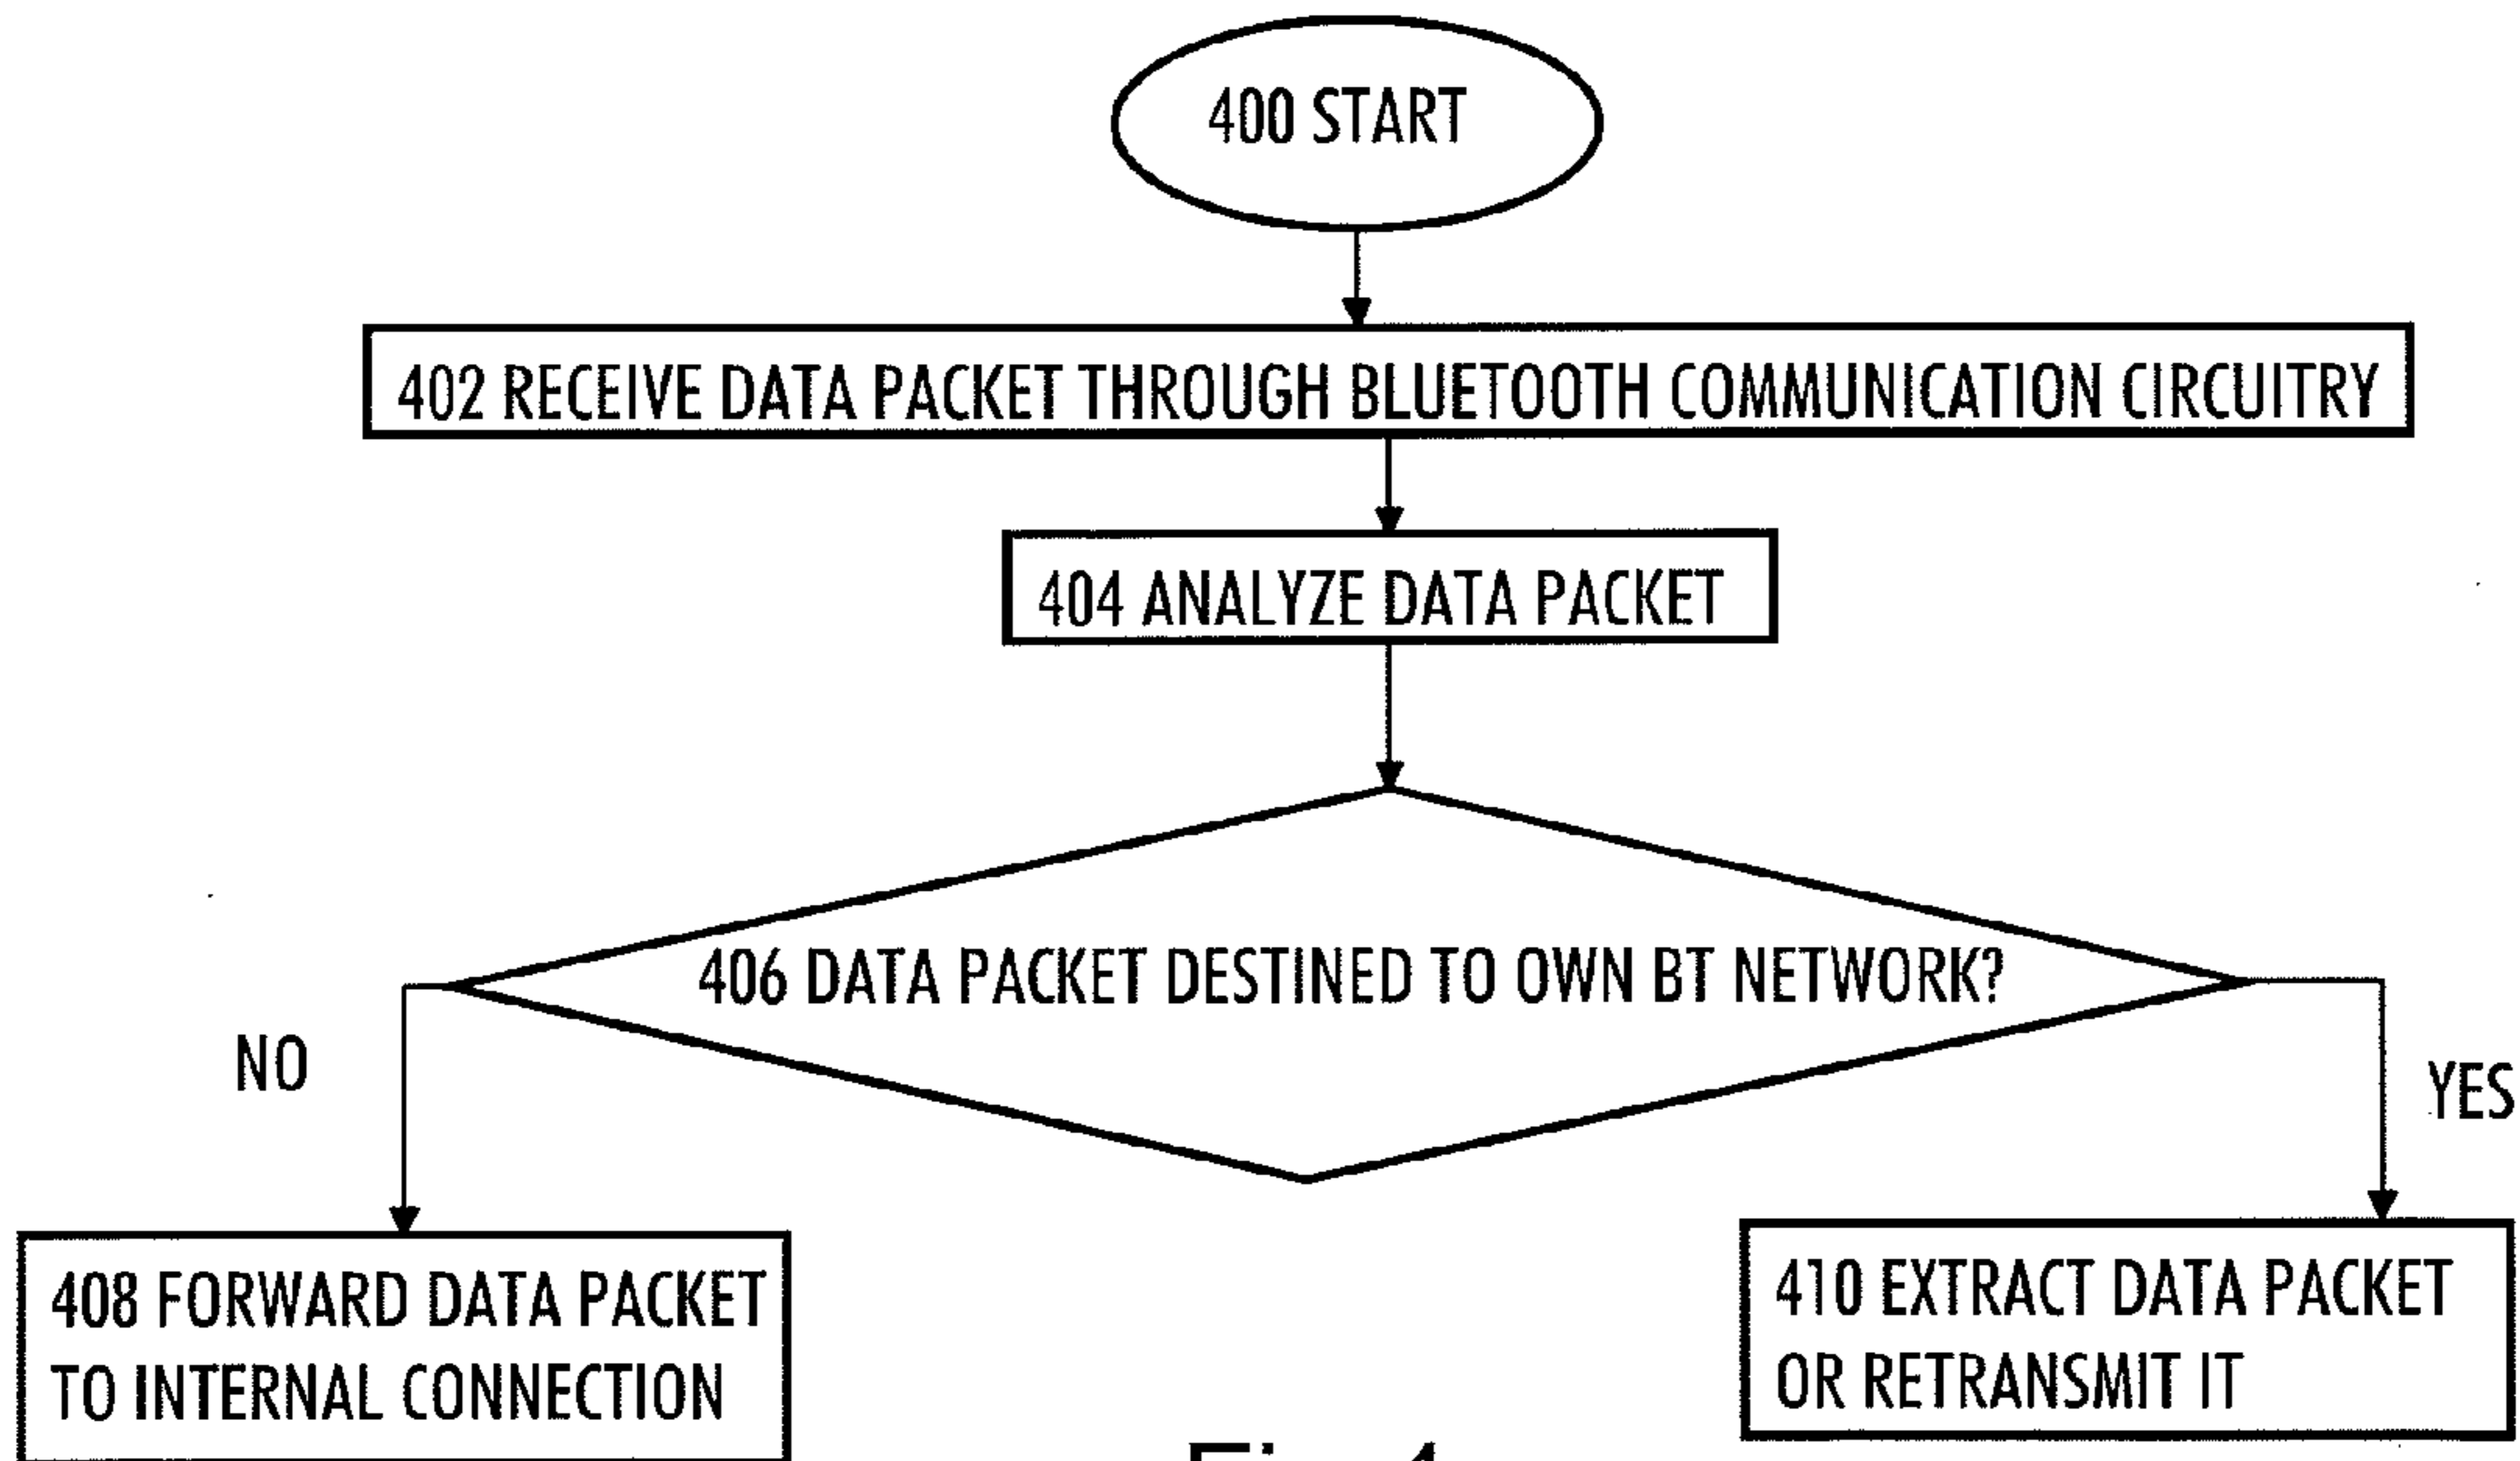 400 START
402 RECEIVE DATA PACKET THROUGH BLUETOOTH COMMUNICATION CIRCUITRY
404 ANALYZE DATA PACKET
406 DATA PACKET DESTINED TO OWN BT NETWORK?
NO
YES
408 FORWARD DATA PACKET
TO INTERNAL CONNECTION
410 EXTRACT DATA PACKET
OR RETRANSMIT IT